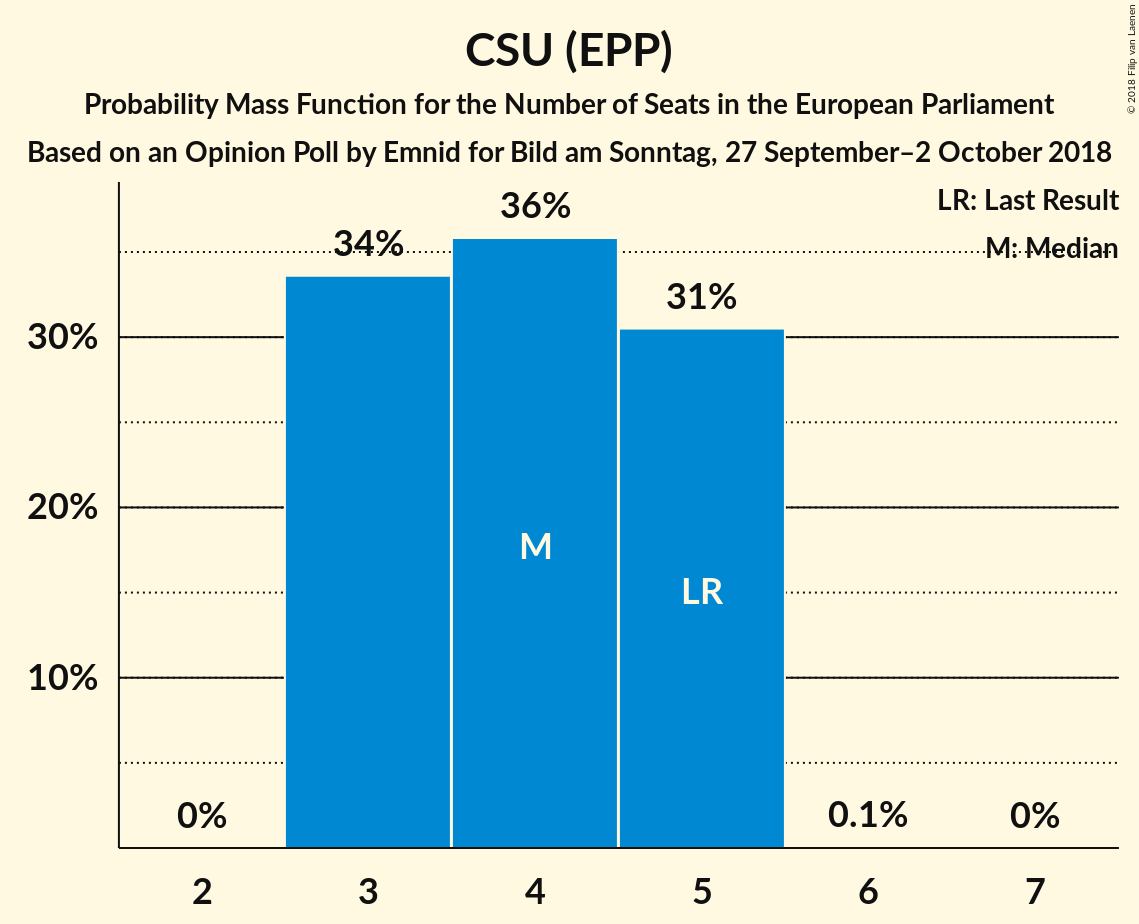 © 2018 Filip van Laenen
CSU (EPP)
Probability Mass Function for the Number of Seats in the European Parliament
Based on an Opinion Poll by Emnid for Bild am Sonntag, 27 September–2 October 2018
LR: Last Result
M: Median
36%
34%
31%
30%
20%
10%
M
LR
0%
0.1%
0%
2
3
4
5
6
7